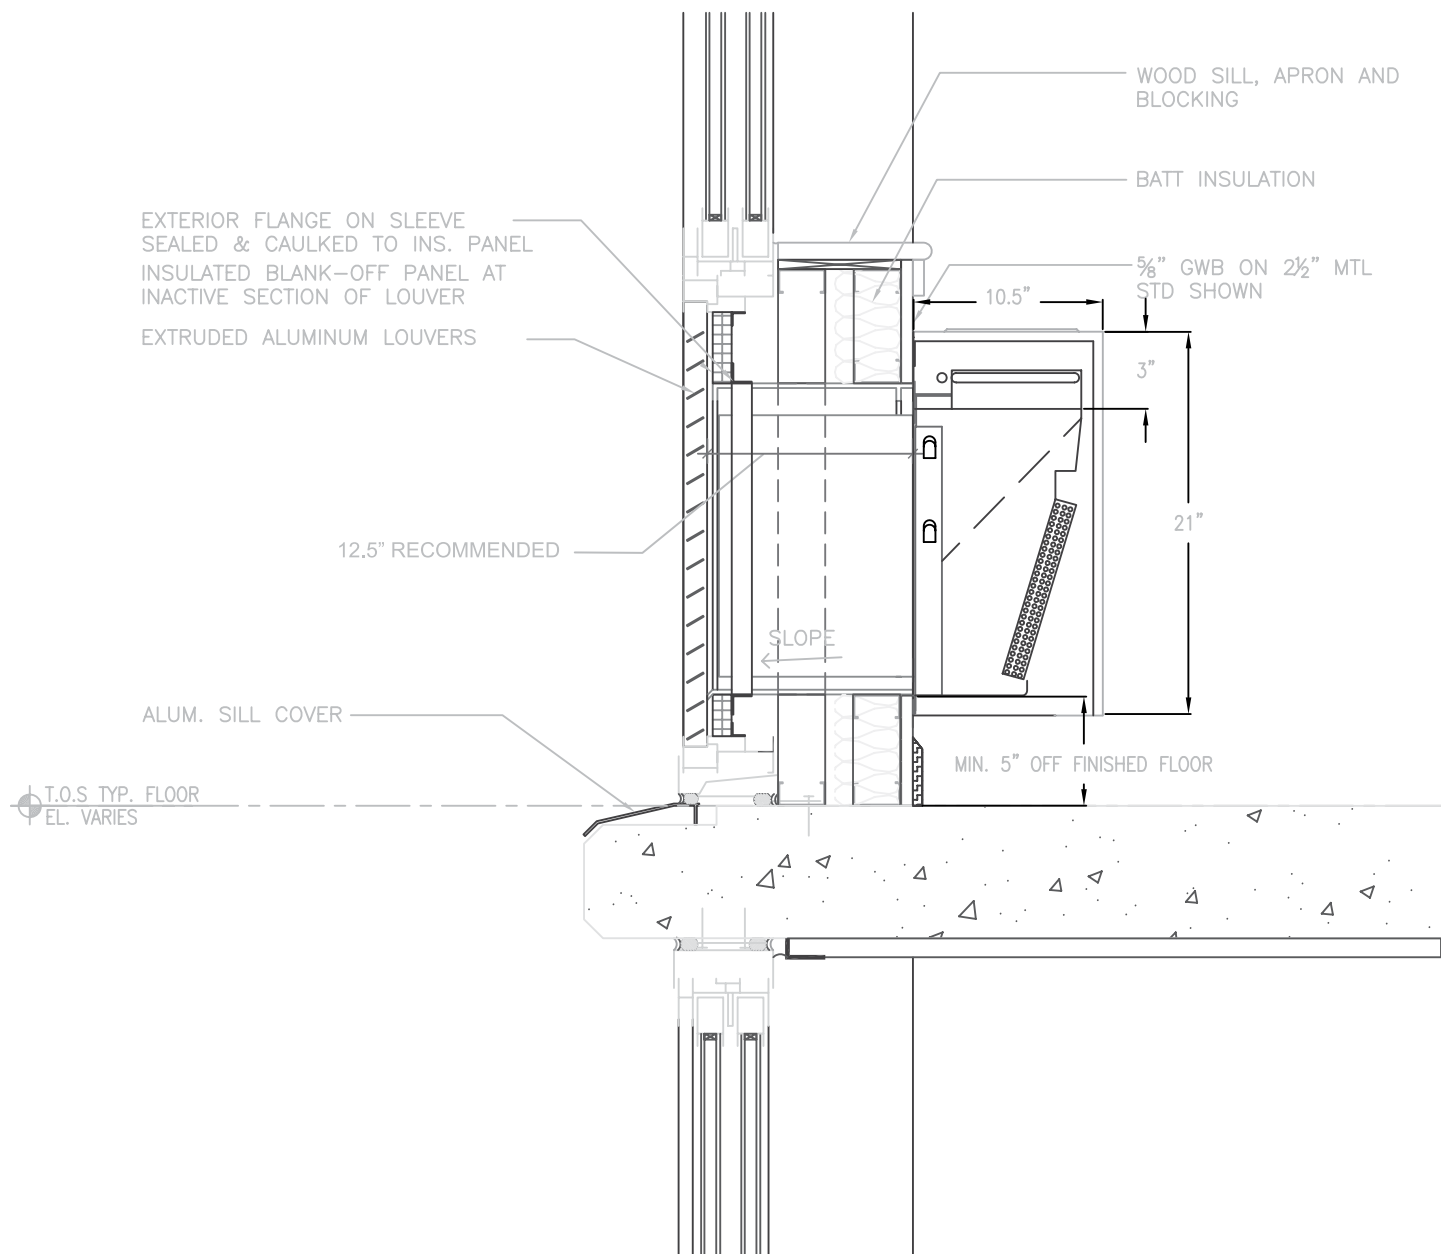 WOOD SILL, APRON AND
BLOCKING
BATT INSULATION
EXTERIOR FLANGE ON SLEEVE
SEALED & CAULKED TO INS. PANEL
INSULATED BLANK-OFF PANEL AT
INACTIVE SECTION OF LOUVER
EXTRUDED ALUMINUM LOUVERS
⅝" GWB ON 2½" MTL
STD SHOWN
10.5"
3"
21"
12.5" RECOMMENDED
SLOPE
ALUM. SILL COVER
MIN. 5" OFF FINISHED FLOOR
T.O.S TYP. FLOOR
EL. VARIES